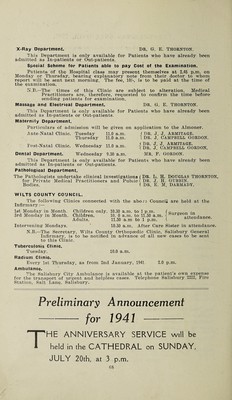 X-Ray Department.    DR. G. E. THORNTON.
This Department is only available for Patients who have already been
admitted as In-patients or Out-patients.
Special Scheme for Patients able to pay Cost of the Examination.
Patients of the Hospital class may present themselves at 1.45 p.m. on
Monday or Thursday, bearing explanatory note from their doctor to whom
report will be sent next morning. The fee, 10/-, is to be paid at the time of
the examination.
N.B.—The times of this Clinic are subject to alteration. Medical
Practitioners are, therefore, requested to confirm the time before
sending patients for examination.
Massage and Electrical Department.    DR. G. E. THORNTON.
This Department is only available for Patients who have already been
admitted as In-patients or Out-patients.
Maternity Department.
Particulars of admission will be given on application to the Almoner.
Ante-Natal Clinic, Tuesday 11.0 a.m. DR. J. J. ARMITAGE.
Thursday 2.0 p.m. DR. CAMPBELL GORDON.
Post-Natal Clinic, Wednesday 11.0 a.m. DR. J. J. ARMITAGE.
DR. CAMPBELL GORDON.
Dental Department. Wednesday 9.30 a.m. MR. P. GODDARD.
This Department is only available for Patients who have already been
admitted as In-patients or Out-patients.
Pathological Department.
The Pathologists undertake clinical Investigations DR. L. H. DOUGLAS THORNTON,
for Private Medical Practitioners and Public DR. J. H. GURNEY.
Bodies. DR. E. N. DARMADY.
WILTS COUNTY COUNCIL.
The following Clinics connected with the above Council are held at the
Infirmary:—
1st Monday in Month. Children only. 10.30 a.m. to 1 p.m.
3rd Monday in Month. Children, 10. 0 a.m. to 11.30 a.m. Surgeon in
Adults, 11.30 a.m. to 1 p.m. attendance.
Intervening Mondays. 10.30 a.m. After Care Sister in attendance.
N.B.—The Secretary, Wilts County Orthopædic Clinic, Salisbury General
Infirmary, is to be notified in advance of all new cases to be sent
to this Clinic.
Tuberculosis Clinic.
Tuesday. 10.0 a.m.
Radium Clinic.
Every 1st Thursday, as from 2nd January, 1941 2.0 p.m.
Ambulance.
The Salisbury City Ambulance is available at the patient's own expense
for the transport of urgent and helpless cases. Telephone Salisbury 2222, Fire
Station, Salt Lane, Salisbury.
Preliminary Announcement
for 1941
THE ANNIVERSARY SERVICE will be
held in the CATHEDRAL on SUNDAY,
JULY 20th, at 3 p.m.